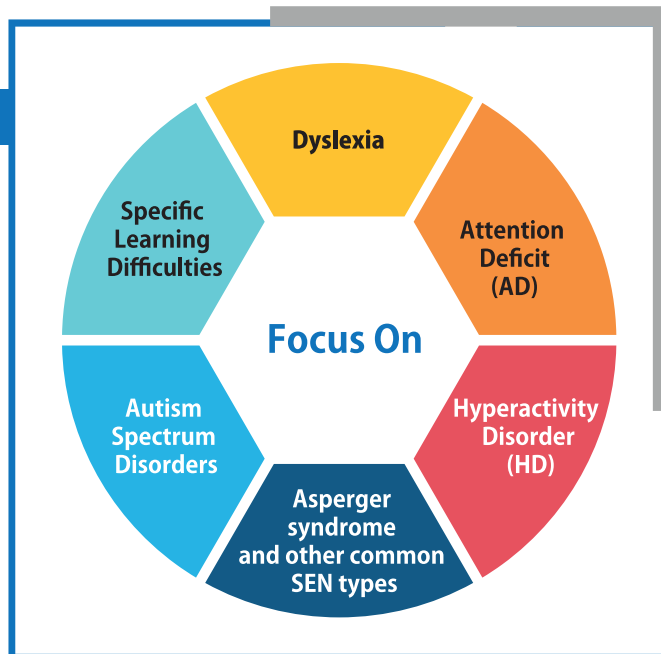 Dyslexia
Attention
Deficit
(AD)
Hyperactivity
Disorder
(HD)
Asperger
syndrome
and other common
SEN types
Autism
Spectrum
Disorders
Specific
Learning
Difficulties
Focus On